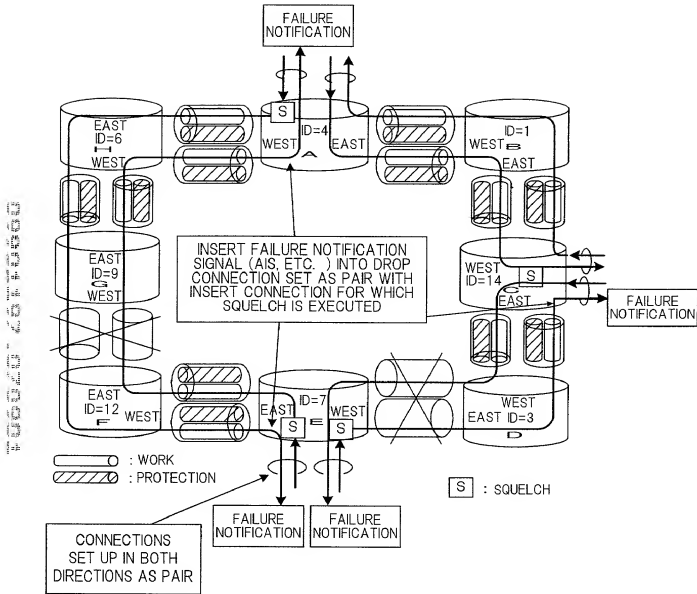 FAILURE
NOTIFICATION
EAST
ID=6
H
WEST
S
ID=4
WEST
EAST
A
ID=1
WEST
B
EAST
EAST
ID=9
G
WEST
INSERT FAILURE NOTIFICATION
SIGNAL (AIS, ETC. ) INTO DROP
CONNECTION SET AS PAIR WITH
INSERT CONNECTION FOR WHICH
SQUELCH IS EXECUTED
WEST
ID=14
S
C
EAST
FAILURE
NOTIFICATION
EAST
ID=12
WEST
F
ID=7
EAST
WEST
E
S
S
WEST
EAST ID=3
D
: WORK
: PROTECTION
S : SQUELCH
FAILURE
NOTIFICATION
FAILURE
NOTIFICATION
CONNECTIONS
SET UP IN BOTH
DIRECTIONS AS PAIR